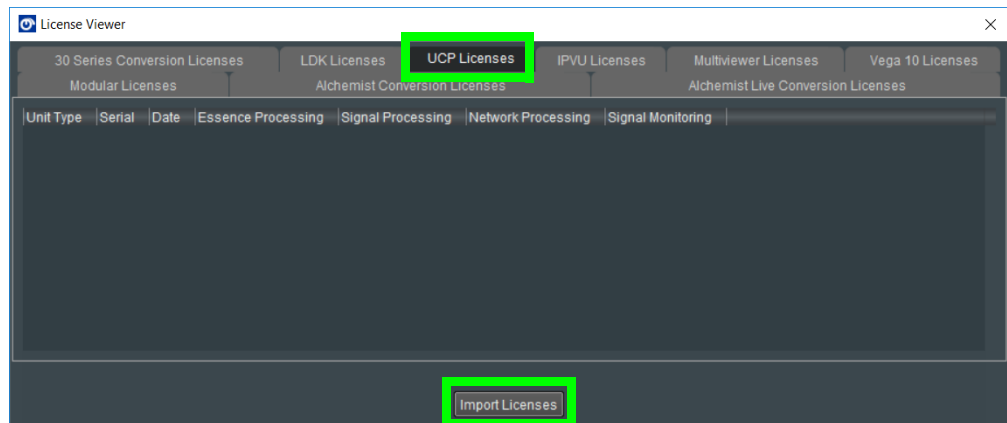 License Viewer
30 Series Conversion Licenses LDK Licenses UCP Licenses IPVU Licenses Multiviewer Licenses Vega 10 Licenses
Modular Licenses Alchemist Conversion Licenses Alchemist Live Conversion Licenses
Unit Type Serial Date Essence Processing Signal Processing Network Processing Signal Monitoring
Import Licenses